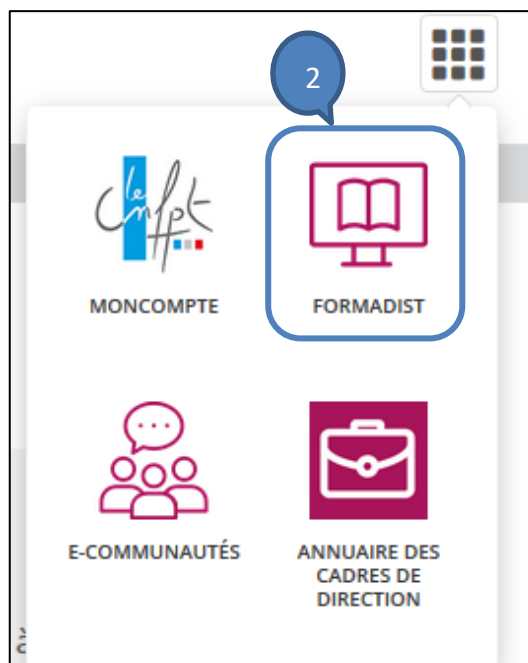 2
le cnfpt
MONCOMPTE
FORMADIST
E-COMMUNAUTÉS
ANNUAIRE DES
CADRES DE
DIRECTION
à